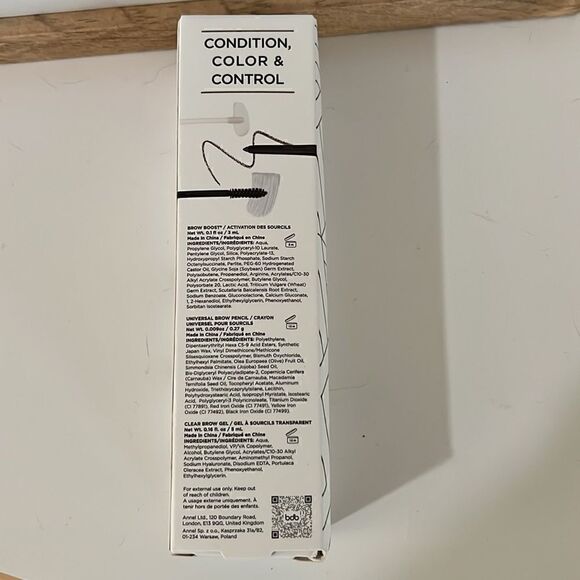 CONDITION,
COLOR &
CONTROL
BROW BOOST® / ACTIVATION DES SOURCILS
Net Wt. 0.1 fl oz / 3 mL
Made in China / Fabriqué en Chine
INGREDIENTS/INGRÉDIENTS: Aqua,
Propylene Glycol, Polyglyceryl-10 Laurate,
Pentylene Glycol, Silica, Polyacrylate-13,
Hydroxypropyl Starch Phosphate, Sodium Starch
Octenylsuccinate, Perlite, PEG-60 Hydrogenated
Castor Oil, Glycine Soja (Soybean) Germ Extract,
Polyisobutene, Propanediol, Arginine, Acrylates/C10-30
Alkyl Acrylate Crosspolymer, Butylene Glycol,
Polysorbate 20, Lactic Acid, Triticum Vulgare (Wheat)
Germ Extract, Scutellaria Baicalensis Root Extract,
Sodium Benzoate, Gluconolactone, Calcium Gluconate,
1, 2-Hexanediol, Ethylhexylglycerin, Phenoxyethanol,
Sorbitan Isostearate.
UNIVERSAL BROW PENCIL / CRAYON
UNIVERSEL POUR SOURCILS
Net Wt. 0.009oz / 0.27 g
Made in China / Fabriqué en Chine
INGREDIENTS/INGRÉDIENTS: Polyethylene,
Dipentaerythrityl Hexa C5-9 Acid Esters, Synthetic
Japan Wax, Vinyl Dimethicone/Methicone
Silsesquioxane Crosspolymer, Bismuth Oxychloride,
Ethylhexyl Palmitate, Olea Europaea (Olive) Fruit Oil,
Simmondsia Chinensis (Jojoba) Seed Oil,
Bis-Diglyceryl Polyacyladipate-2, Copernicia Cerifera
(Carnauba) Wax / Cire de Carnauba, Macadamia
Ternifolia Seed Oil, Tocopheryl Acetate, Aluminum
Hydroxide, Triethoxycaprylylsilane, Lecithin,
Polyhydroxystearic Acid, Isopropyl Myristate, Isostearic
Acid, Polyglyceryl-3 Polyricinoleate, Titanium Dioxide
(CI 77891), Red Iron Oxide (CI 77491), Yellow Iron
Oxide (CI 77492), Black Iron Oxide (CI 77499).
CLEAR BROW GEL / GEL À SOURCILS TRANSPARENT
Net Wt. 0.16 fl oz / 5 mL
Made in China / Fabriqué en Chine
INGREDIENTS/INGRÉDIENTS: Aqua,
Methylpropanediol, VP/VA Copolymer,
Alcohol, Butylene Glycol, Acrylates/C10-30 Alkyl
Acrylate Crosspolymer, Aminomethyl Propanol,
Sodium Hyaluronate, Disodium EDTA, Portulaca
Oleracea Extract, Phenoxyethanol,
Ethylhexylglycerin.
For external use only. Keep out
of reach of children.
A usage externe uniquement. À
tenir hors de portée des enfants.
Annel Ltd., 120 Boundary Road,
London, E13 9QG, United Kingdom
Annel Sp. z o.o., Kasprzaka 31a/82,
01-234 Warsaw, Poland
bdb